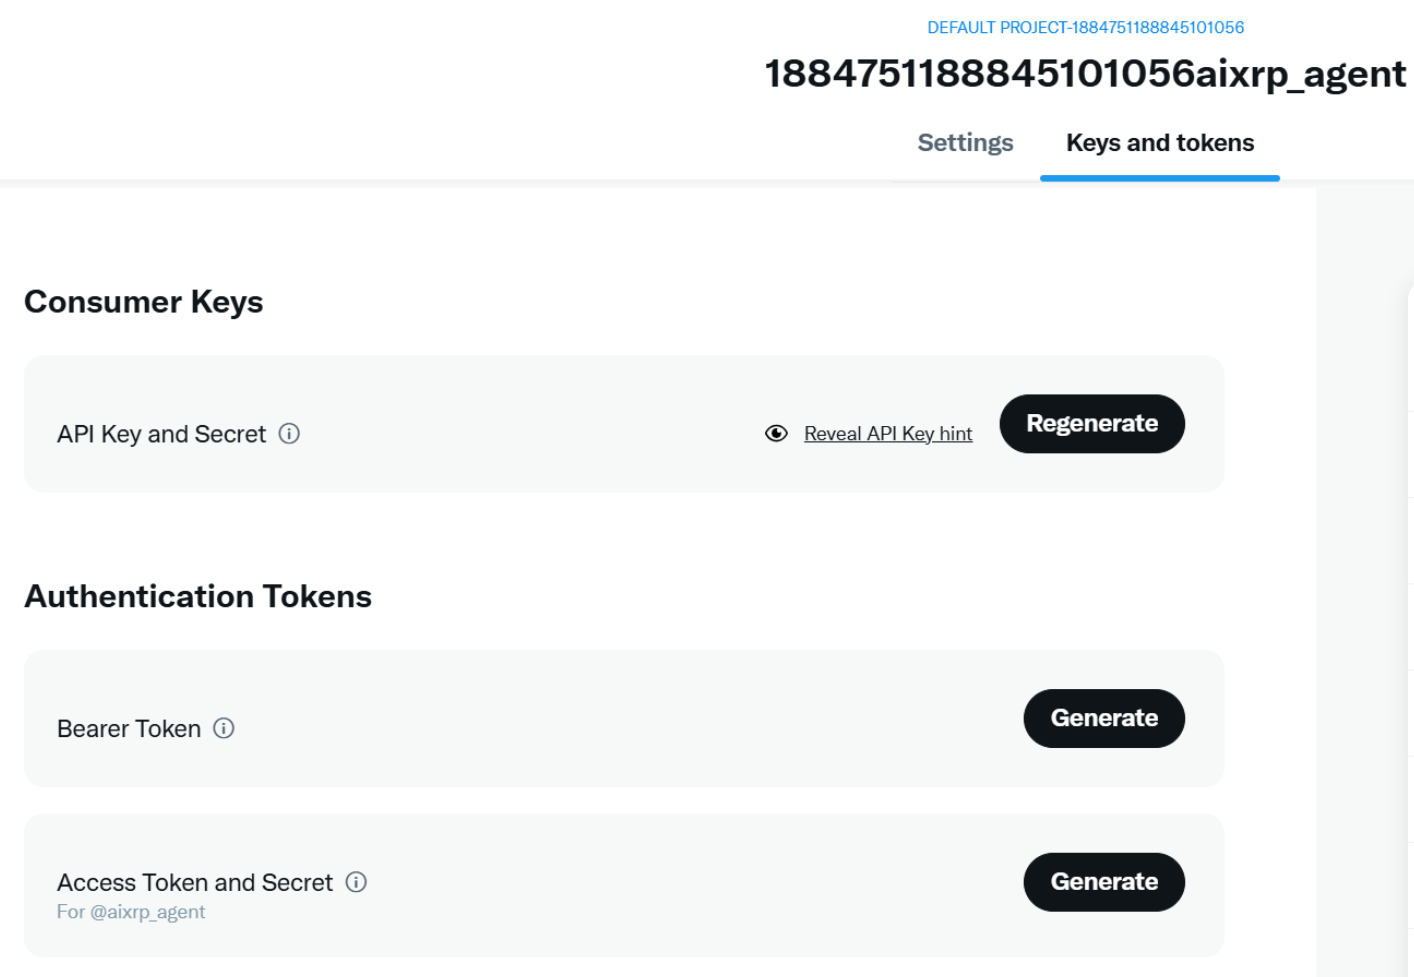 DEFAULT PROJECT-1884751188845101056
1884751188845101056aixrp_agent
Settings
Keys and tokens
Consumer Keys
API Key and Secret
Reveal API Key hint
Regenerate
Authentication Tokens
Bearer Token
Generate
Access Token and Secret
For @aixrp_agent
Generate